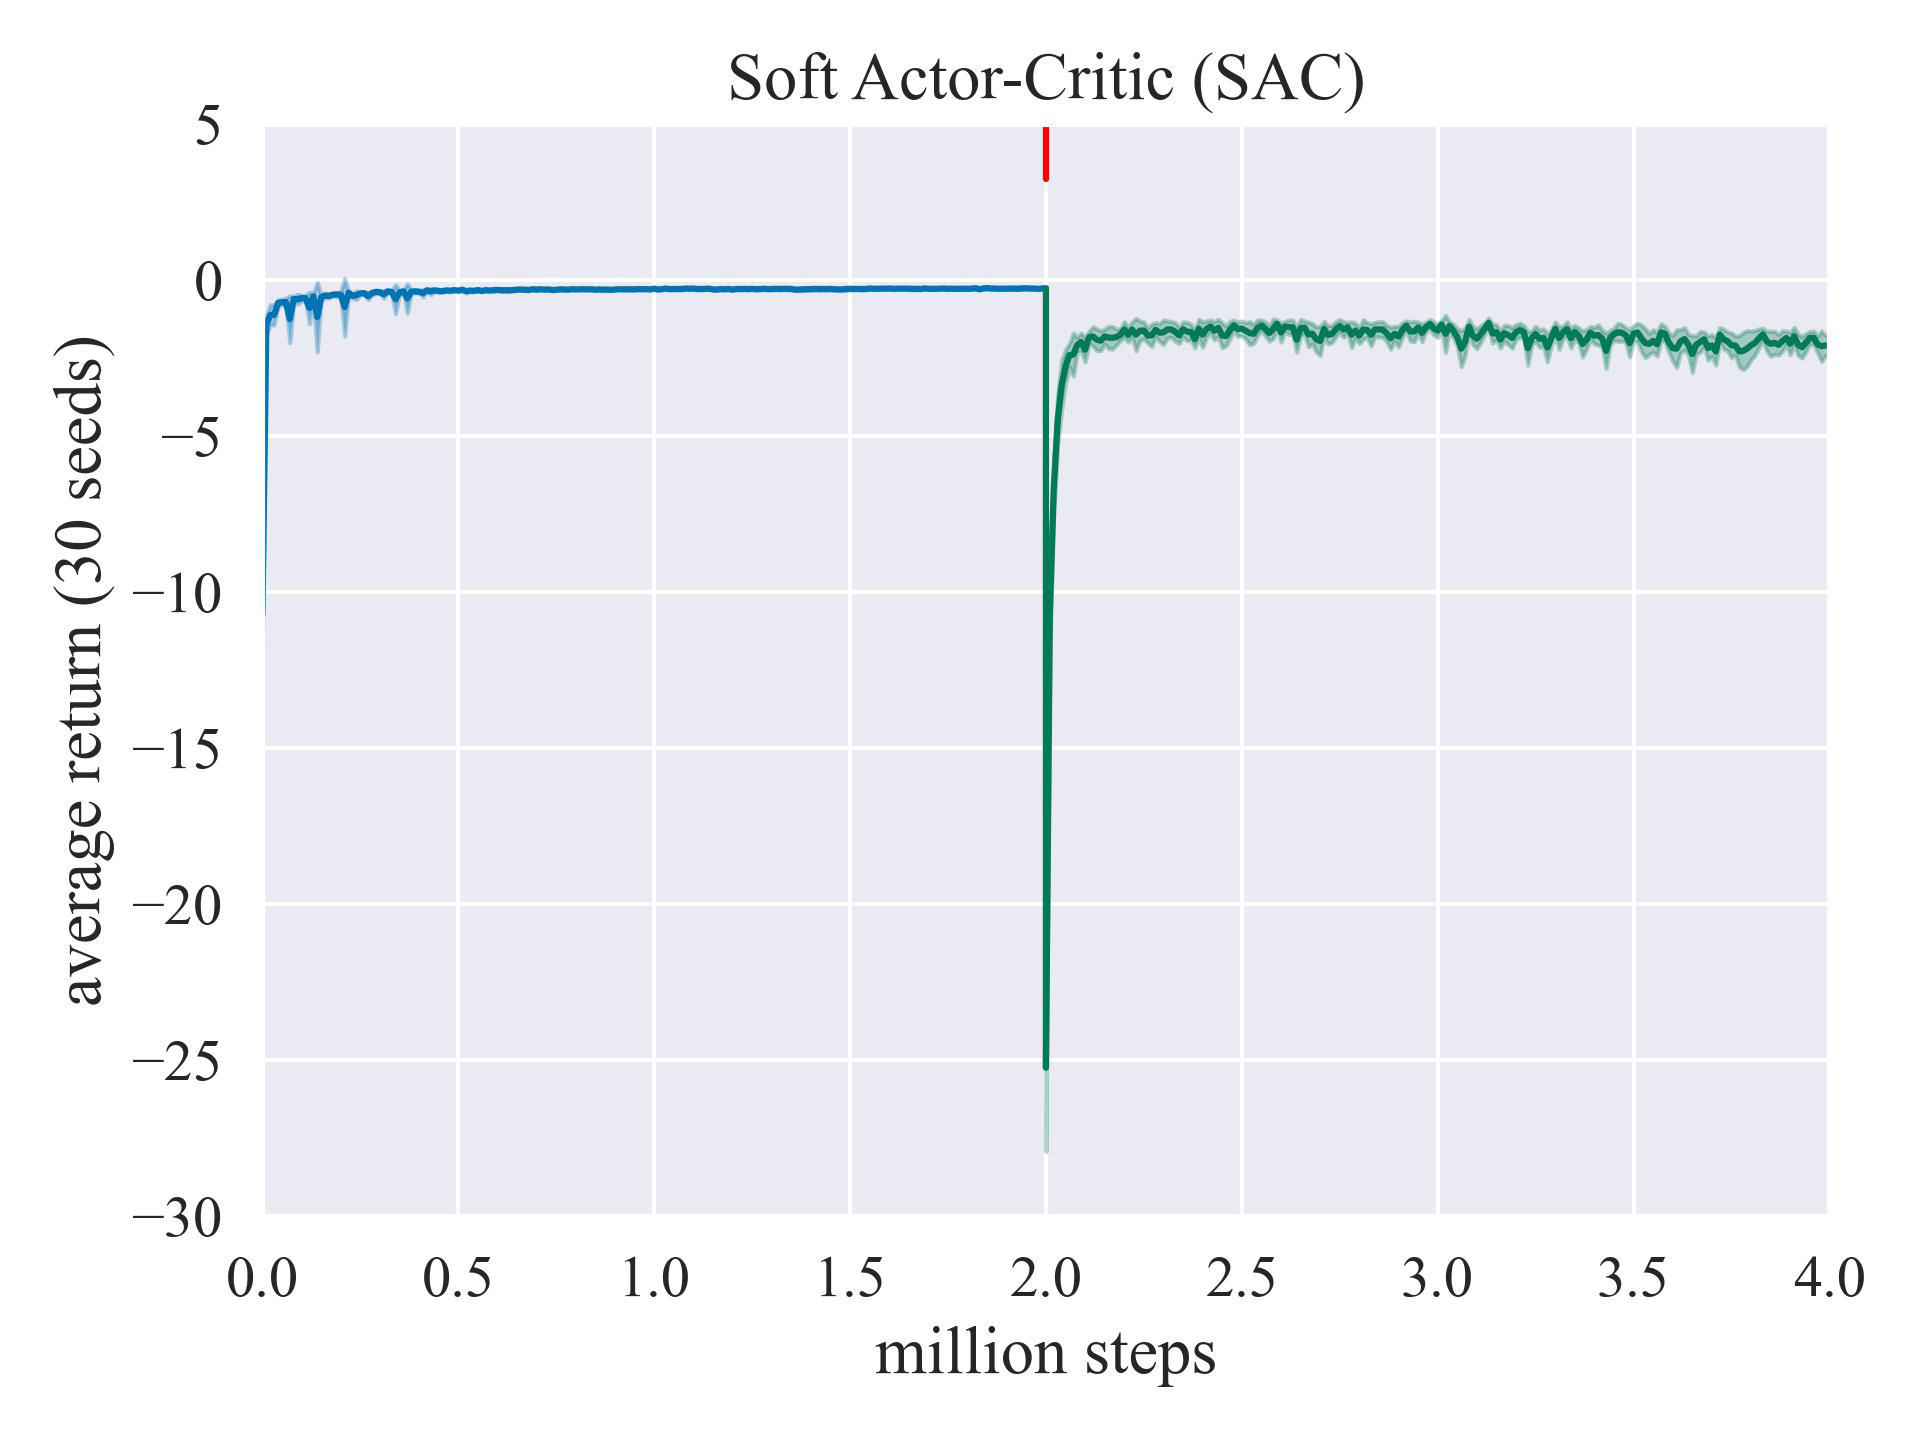 Soft Actor-Critic (SAC)
5
0
−5
−10
−15
−20
−25
−30
average return (30 seeds)
0.0 0.5 1.0 1.5 2.0 2.5 3.0 3.5 4.0
million steps